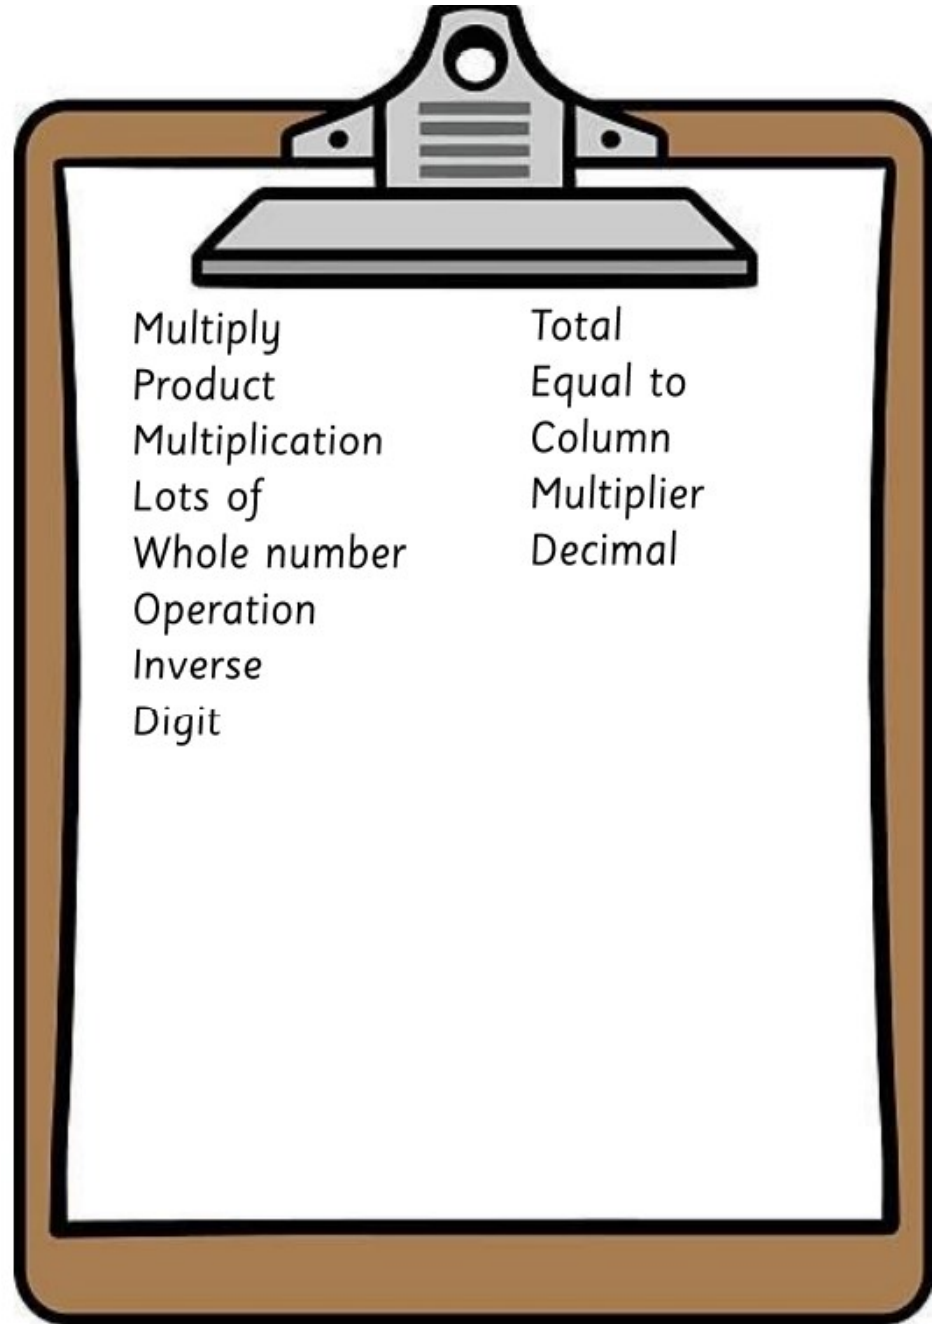 Multiply
Product
Multiplication
Lots of
Whole number
Operation
Inverse
Digit
Total
Equal to
Column
Multiplier
Decimal